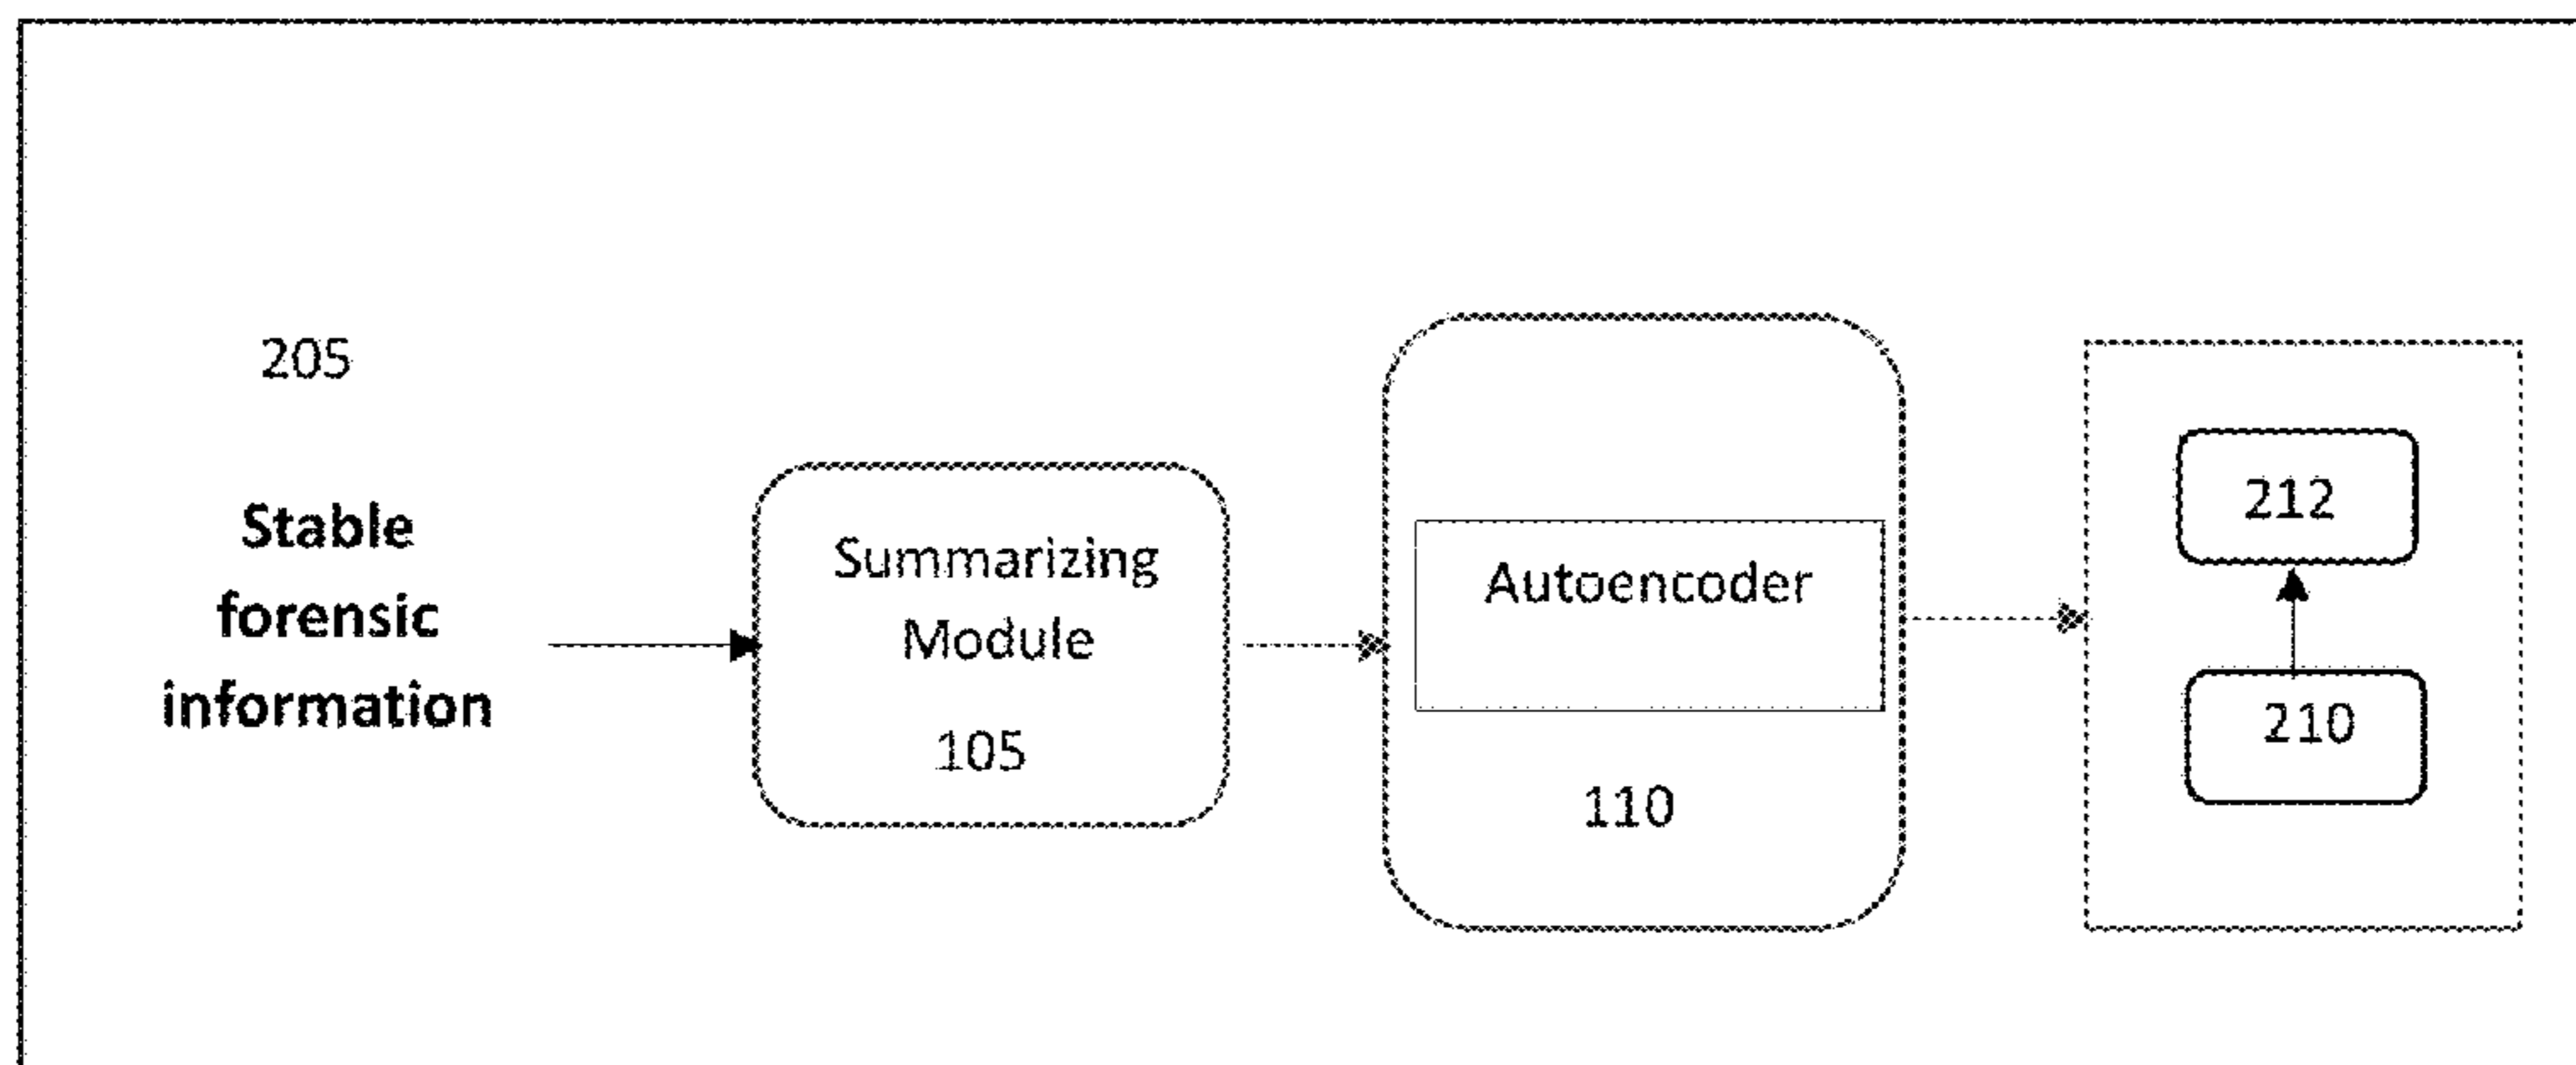 205
Stable
forensic
information
Summarizing
Module
105
Autoencoder
110
212
210